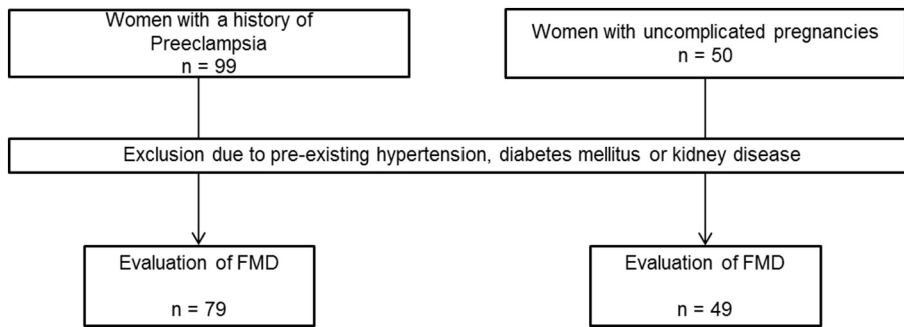 Women with a history of
Preeclampsia
n = 99
Women with uncomplicated pregnancies
n = 50
Exclusion due to pre-existing hypertension, diabetes mellitus or kidney disease
Evaluation of FMD
n = 79
Evaluation of FMD
n = 49